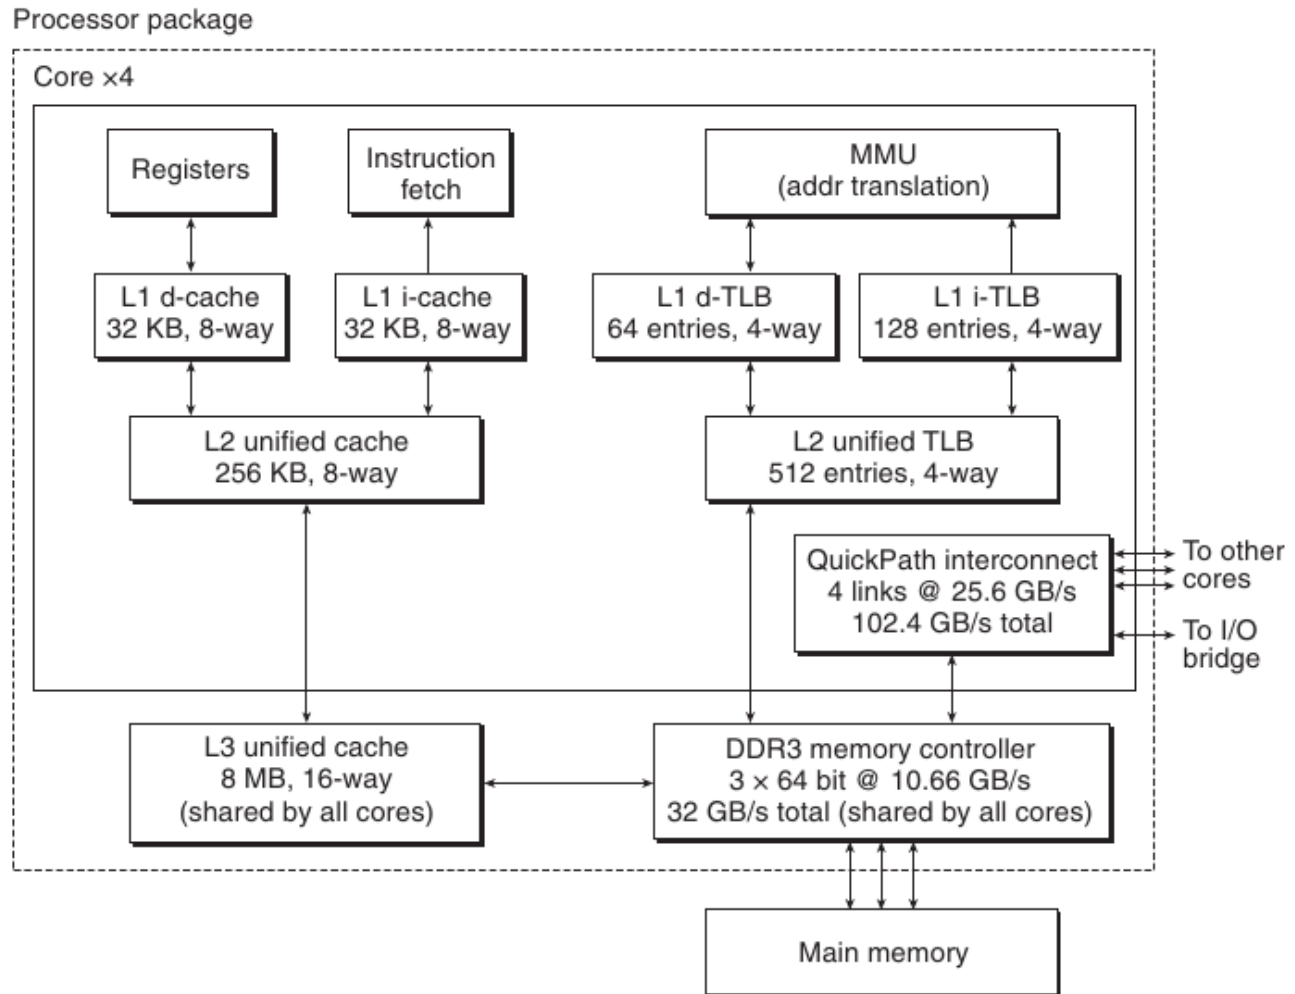 Processor package
Core ×4
Registers
Instruction
fetch
MMU
(addr translation)
L1 d-cache
32 KB, 8-way
L1 i-cache
32 KB, 8-way
L1 d-TLB
64 entries, 4-way
L1 i-TLB
128 entries, 4-way
L2 unified cache
256 KB, 8-way
L2 unified TLB
512 entries, 4-way
QuickPath interconnect
4 links @ 25.6 GB/s
102.4 GB/s total
To other
cores
To I/O
bridge
L3 unified cache
8 MB, 16-way
(shared by all cores)
DDR3 memory controller
3 × 64 bit @ 10.66 GB/s
32 GB/s total (shared by all cores)
Main memory